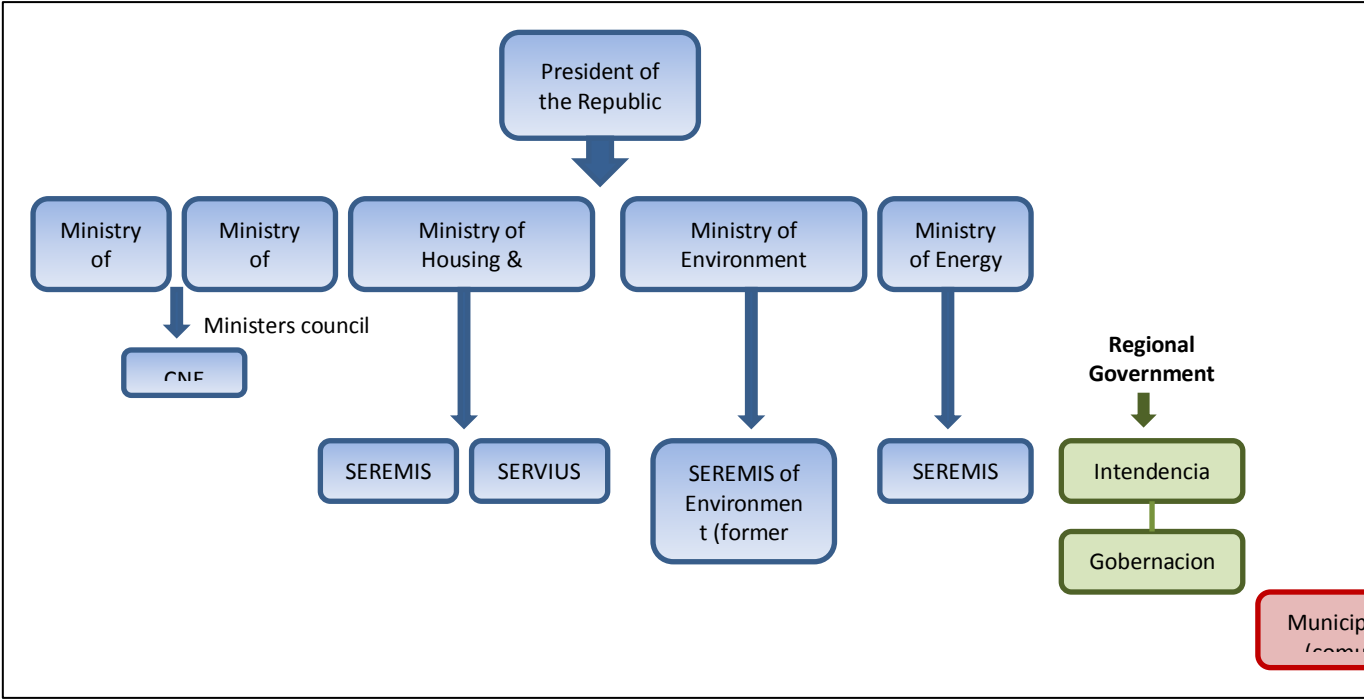 President of
the Republic
Ministry
of
Ministry
of
Ministry of
Housing &
Ministry of
Environment
Ministry
of Energy
Ministers council
Regional
Government
SEREMIS
SERVIUS
SEREMIS of
Environmen
t (former
SEREMIS
Intendencia
Gobernacion